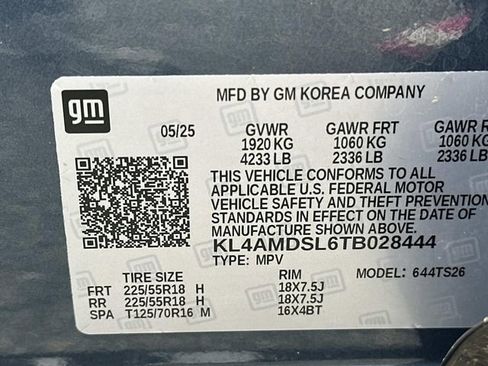 gm
MFD BY GM KOREA COMPANY
05/25 GVWR GAWR FRT GAWR R
1920 KG 1060 KG 1060 KG
4233 LB 2336 LB 2336 LB
THIS VEHICLE CONFORMS TO ALL
APPLICABLE U.S. FEDERAL MOTOR
VEHICLE SAFETY AND THEFT
PREVENTION STANDARDS
IN EFFECT ON THE DATE OF
MANUFACTURE SHOWN ABOVE.
KL4AMDSL6TB028444
TYPE: MPV MODEL: 644TS26
TIRE SIZE RIM
FRT 225/55R18 H 18X7.5J
RR 225/55R18 H 18X7.5J
SPA T125/70R16 M 16X4BT